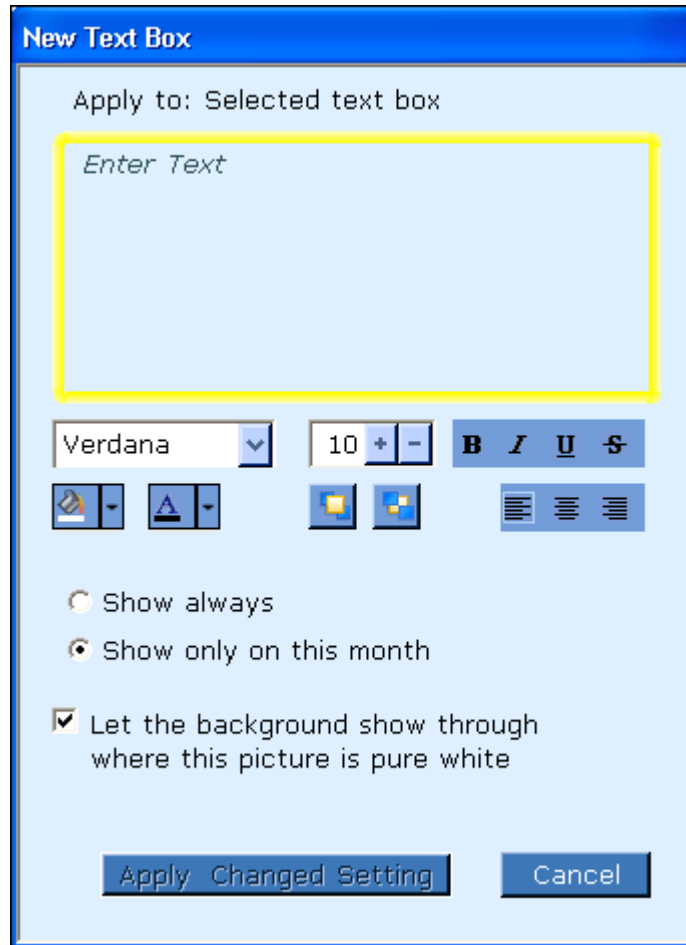 New Text Box
Apply to: Selected text box
Enter Text
Verdana
10 + -
B I U S
A
Show always
Show only on this month
Let the background show through
where this picture is pure white
Apply Changed Setting
Cancel